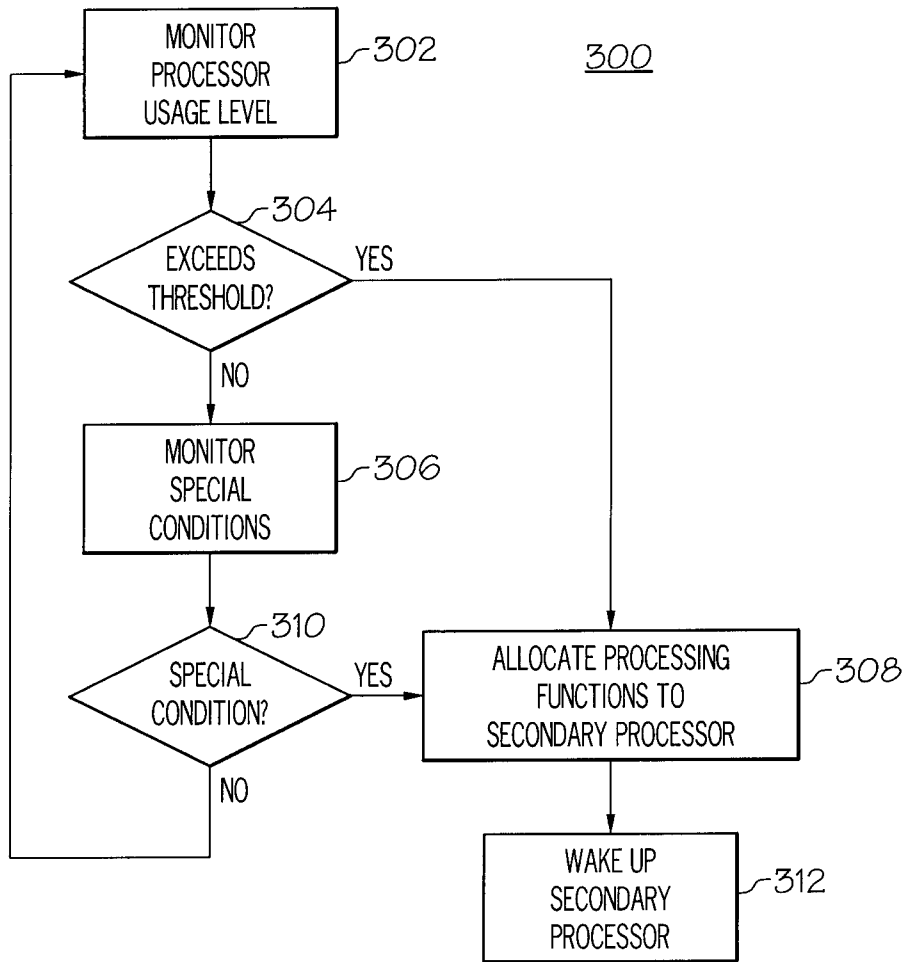 MONITOR
PROCESSOR
USAGE LEVEL
302
300
304
EXCEEDS
THRESHOLD?
YES
NO
MONITOR
SPECIAL
CONDITIONS
306
310
SPECIAL
CONDITION?
YES
NO
ALLOCATE PROCESSING
FUNCTIONS TO
SECONDARY PROCESSOR
308
WAKE UP
SECONDARY
PROCESSOR
312